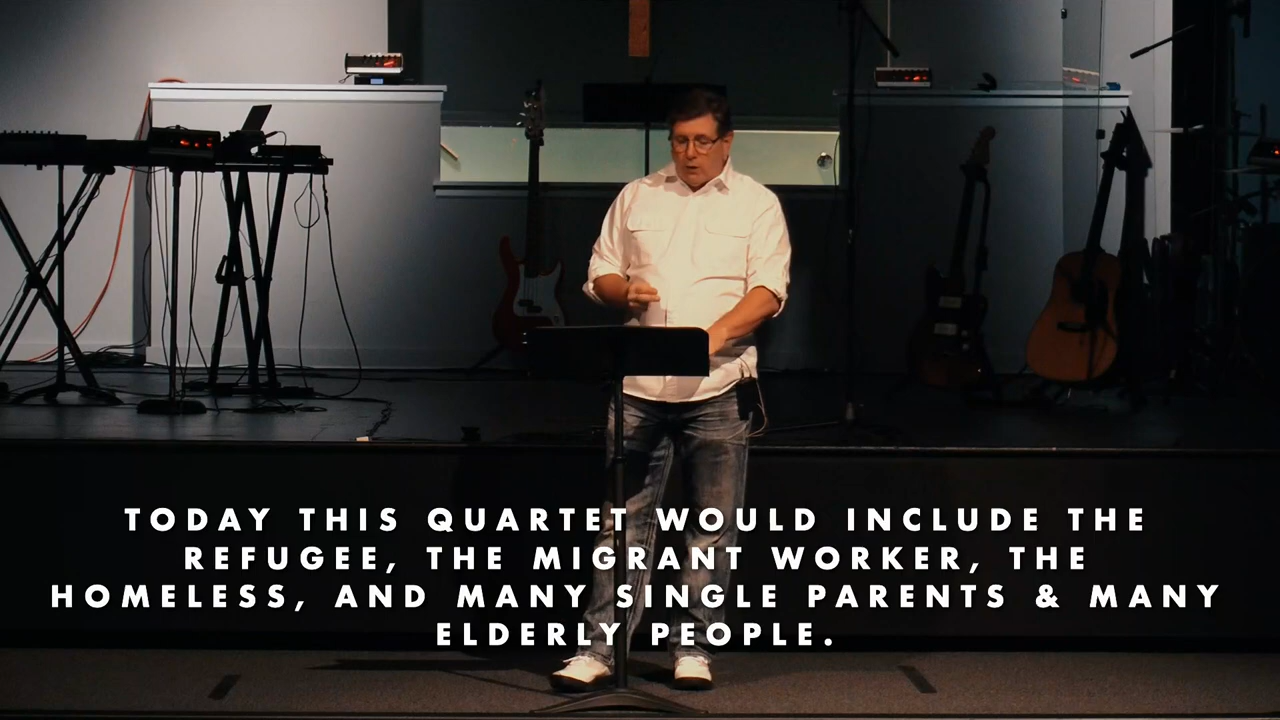 TODAY THIS QUARTET WOULD INCLUDE THE
REFUGEE, THE MIGRANT WORKER, THE
HOMELESS, AND MANY SINGLE PARENTS & MANY
ELDERLY PEOPLE.